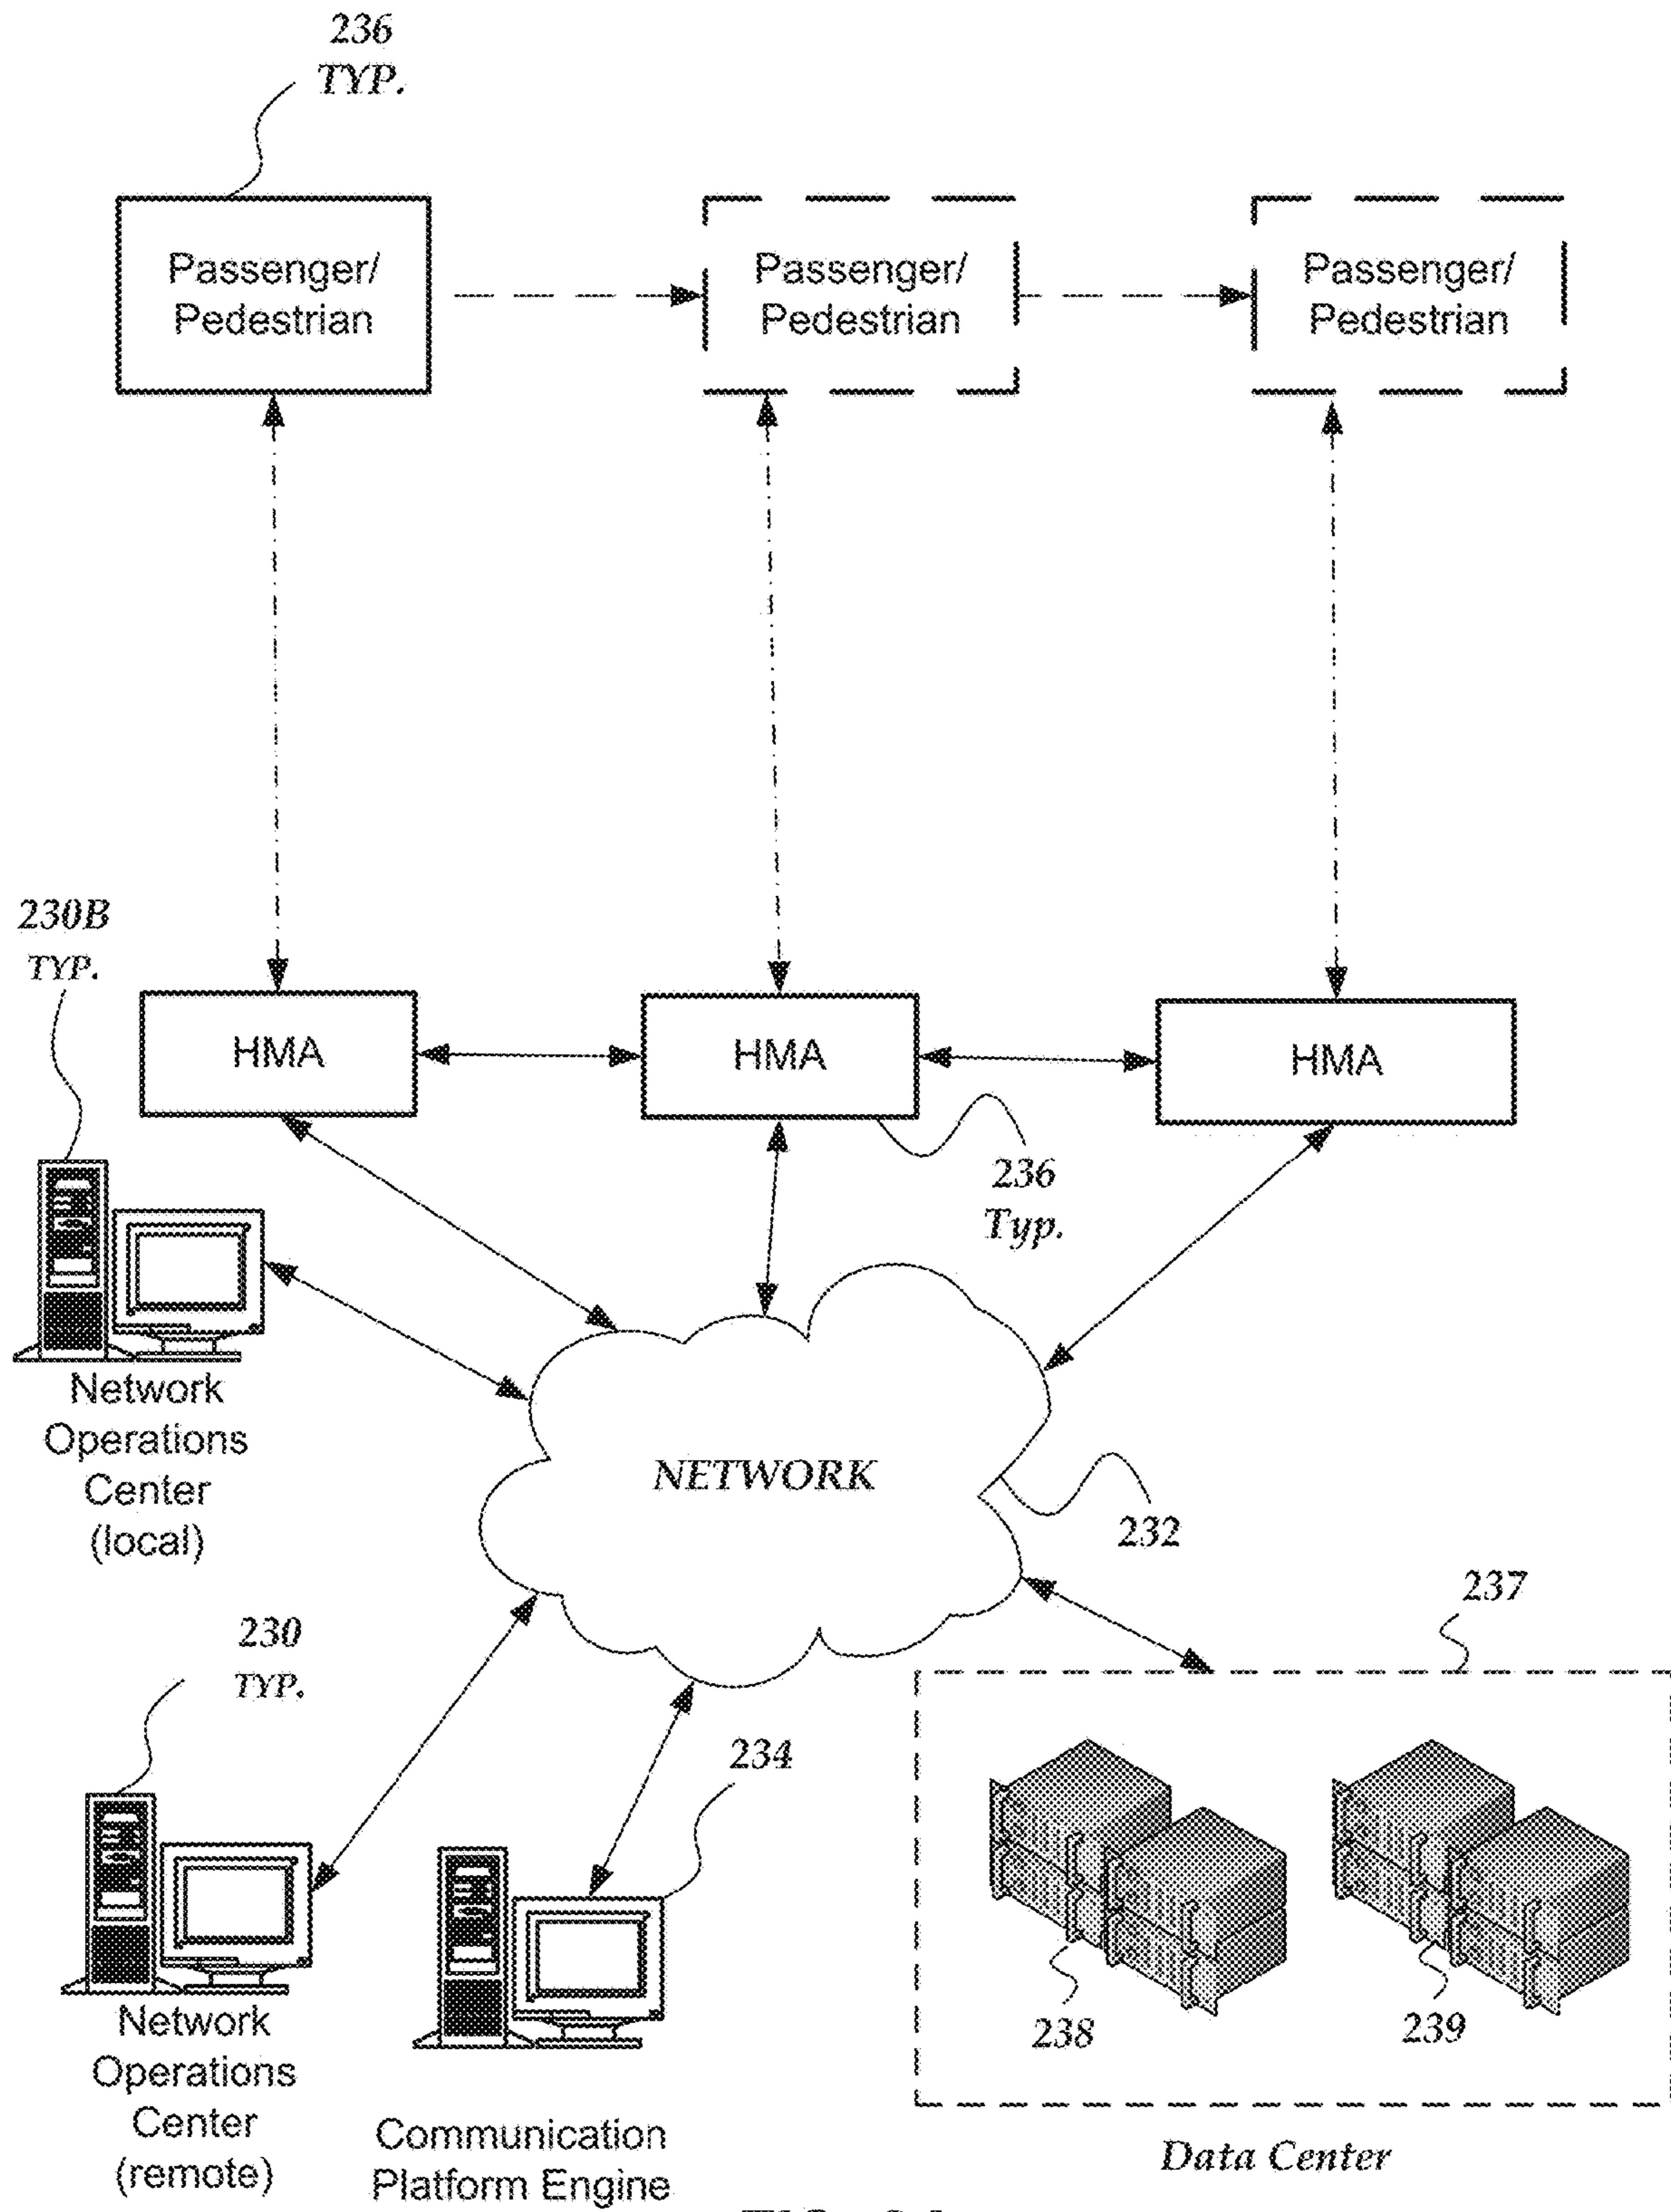 236
TYP.
Passenger/
Pedestrian
Passenger/
Pedestrian
Passenger/
Pedestrian
230B
TYP.
HMA
HMA
HMA
236
Typ.
Network
Operations
Center
(local)
NETWORK
232
237
230
TYP.
234
238
239
Network
Operations
Center
(remote)
Communication
Platform Engine
Data Center